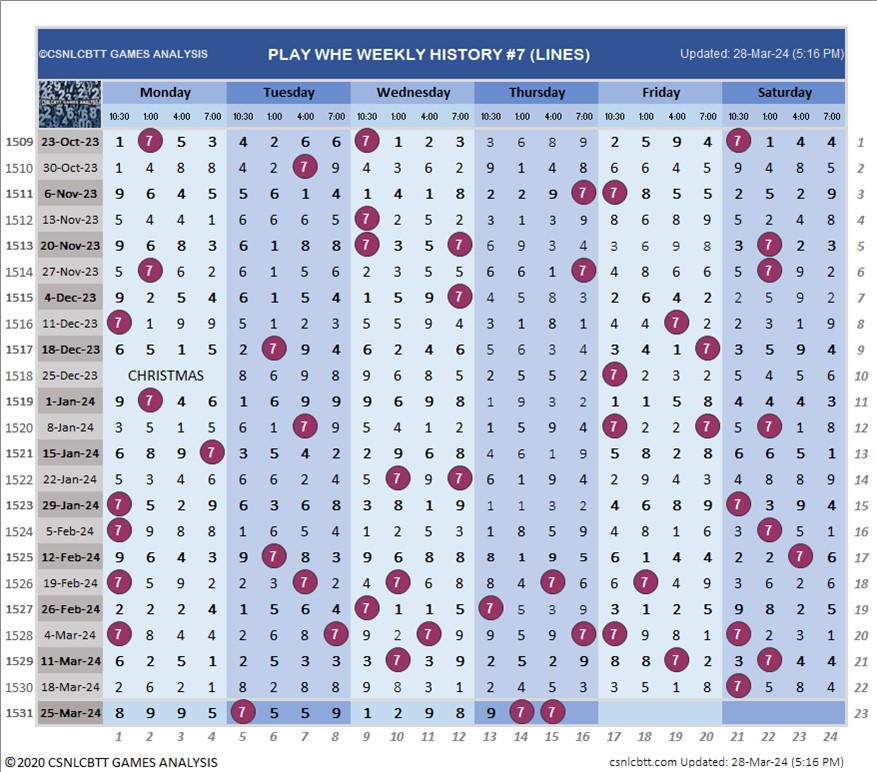 ©CSNLCBTT GAMES ANALYSIS PLAY WHE WEEKLY HISTORY #7 (LINES) Updated: 28-Mar-24 (5:16 PM)
Monday Tuesday Wednesday Thursday Friday Saturday
CSNLCBTT GAMES ANALYSIS 10:30 1:00 4:00 7:00 10:30 1:00 4:00 7:00 10:30 1:00 4:00 7:00 10:30 1:00 4:00 7:00 10:30 1:00 4:00 7:00 10:30 1:00 4:00 7:00
1509 23-Oct-23 1 7 5 3 4 2 6 6 7 1 2 3 3 6 8 9 2 5 9 4 7 1 4 4 1
1510 30-Oct-23 1 4 8 8 4 2 7 9 4 3 6 2 9 1 4 8 6 6 4 5 9 4 8 5 2
1511 6-Nov-23 9 6 4 5 5 6 1 4 1 4 1 8 2 2 9 7 7 8 5 5 2 5 2 9 3
1512 13-Nov-23 5 4 4 1 6 6 6 5 7 2 5 2 3 1 3 9 8 6 8 9 5 2 4 8 4
1513 20-Nov-23 9 6 8 3 6 1 8 8 7 3 5 7 6 9 3 4 3 6 9 8 3 7 2 3 5
1514 27-Nov-23 5 7 6 2 6 1 5 6 2 3 5 5 6 6 1 7 4 8 6 6 5 7 9 2 6
1515 4-Dec-23 9 2 5 4 6 1 5 4 1 5 9 7 4 5 8 3 2 6 4 2 2 5 9 2 7
1516 11-Dec-23 7 1 9 9 5 1 2 3 5 5 9 4 3 1 8 1 4 4 7 2 2 3 1 9 8
1517 18-Dec-23 6 5 1 5 2 7 9 4 6 2 4 6 5 6 3 4 3 4 1 7 3 5 9 4 9
1518 25-Dec-23 CHRISTMAS 8 6 9 8 9 6 8 5 2 5 5 2 7 2 3 2 5 4 5 6 10
1519 1-Jan-24 9 7 4 6 1 6 9 9 9 6 9 8 1 9 3 2 1 1 5 8 4 4 4 3 11
1520 8-Jan-24 3 5 1 5 6 1 7 9 5 4 1 2 1 5 9 4 7 2 2 7 5 7 1 8 12
1521 15-Jan-24 6 8 9 7 3 5 4 2 2 9 6 8 4 6 1 9 5 8 2 8 6 6 5 1 13
1522 22-Jan-24 5 3 4 6 6 6 2 4 5 7 9 7 4 1 6 1 2 9 4 9 4 8 8 9 14
1523 29-Jan-24 7 5 2 9 6 3 6 8 3 8 1 9 1 1 3 2 4 6 8 9 7 3 9 4 15
1524 5-Feb-24 7 9 8 8 1 6 5 4 1 2 5 3 1 8 5 9 4 8 1 6 3 7 5 1 16
1525 12-Feb-24 9 6 4 3 9 7 8 3 9 6 8 8 8 1 9 5 6 1 4 4 2 2 7 6 17
1526 19-Feb-24 7 5 9 2 2 3 7 2 4 7 6 8 8 4 7 6 6 7 4 9 3 6 2 6 18
1527 26-Feb-24 2 2 2 4 1 5 6 4 7 1 1 5 7 5 3 9 3 1 2 5 9 8 2 5 19
1528 4-Mar-24 7 8 4 4 2 6 8 7 9 2 7 9 9 5 9 7 7 9 8 1 7 2 3 1 20
1529 11-Mar-24 6 2 5 1 2 5 3 3 3 7 3 9 2 5 2 9 8 8 7 2 3 7 4 4 21
1530 18-Mar-24 2 6 2 1 8 2 8 8 9 8 3 1 2 4 5 3 3 5 1 8 7 5 8 4 22
1531 25-Mar-24 8 9 9 5 7 5 5 9 1 2 9 8 9 7 7 23
1 2 3 4 5 6 7 8 9 10 11 12 13 14 15 16 17 18 19 20 21 22 23 24
©2020 CSNLCBTT GAMES ANALYSIS csnlcbtt.com Updated: 28-Mar-24 (5:16 PM)